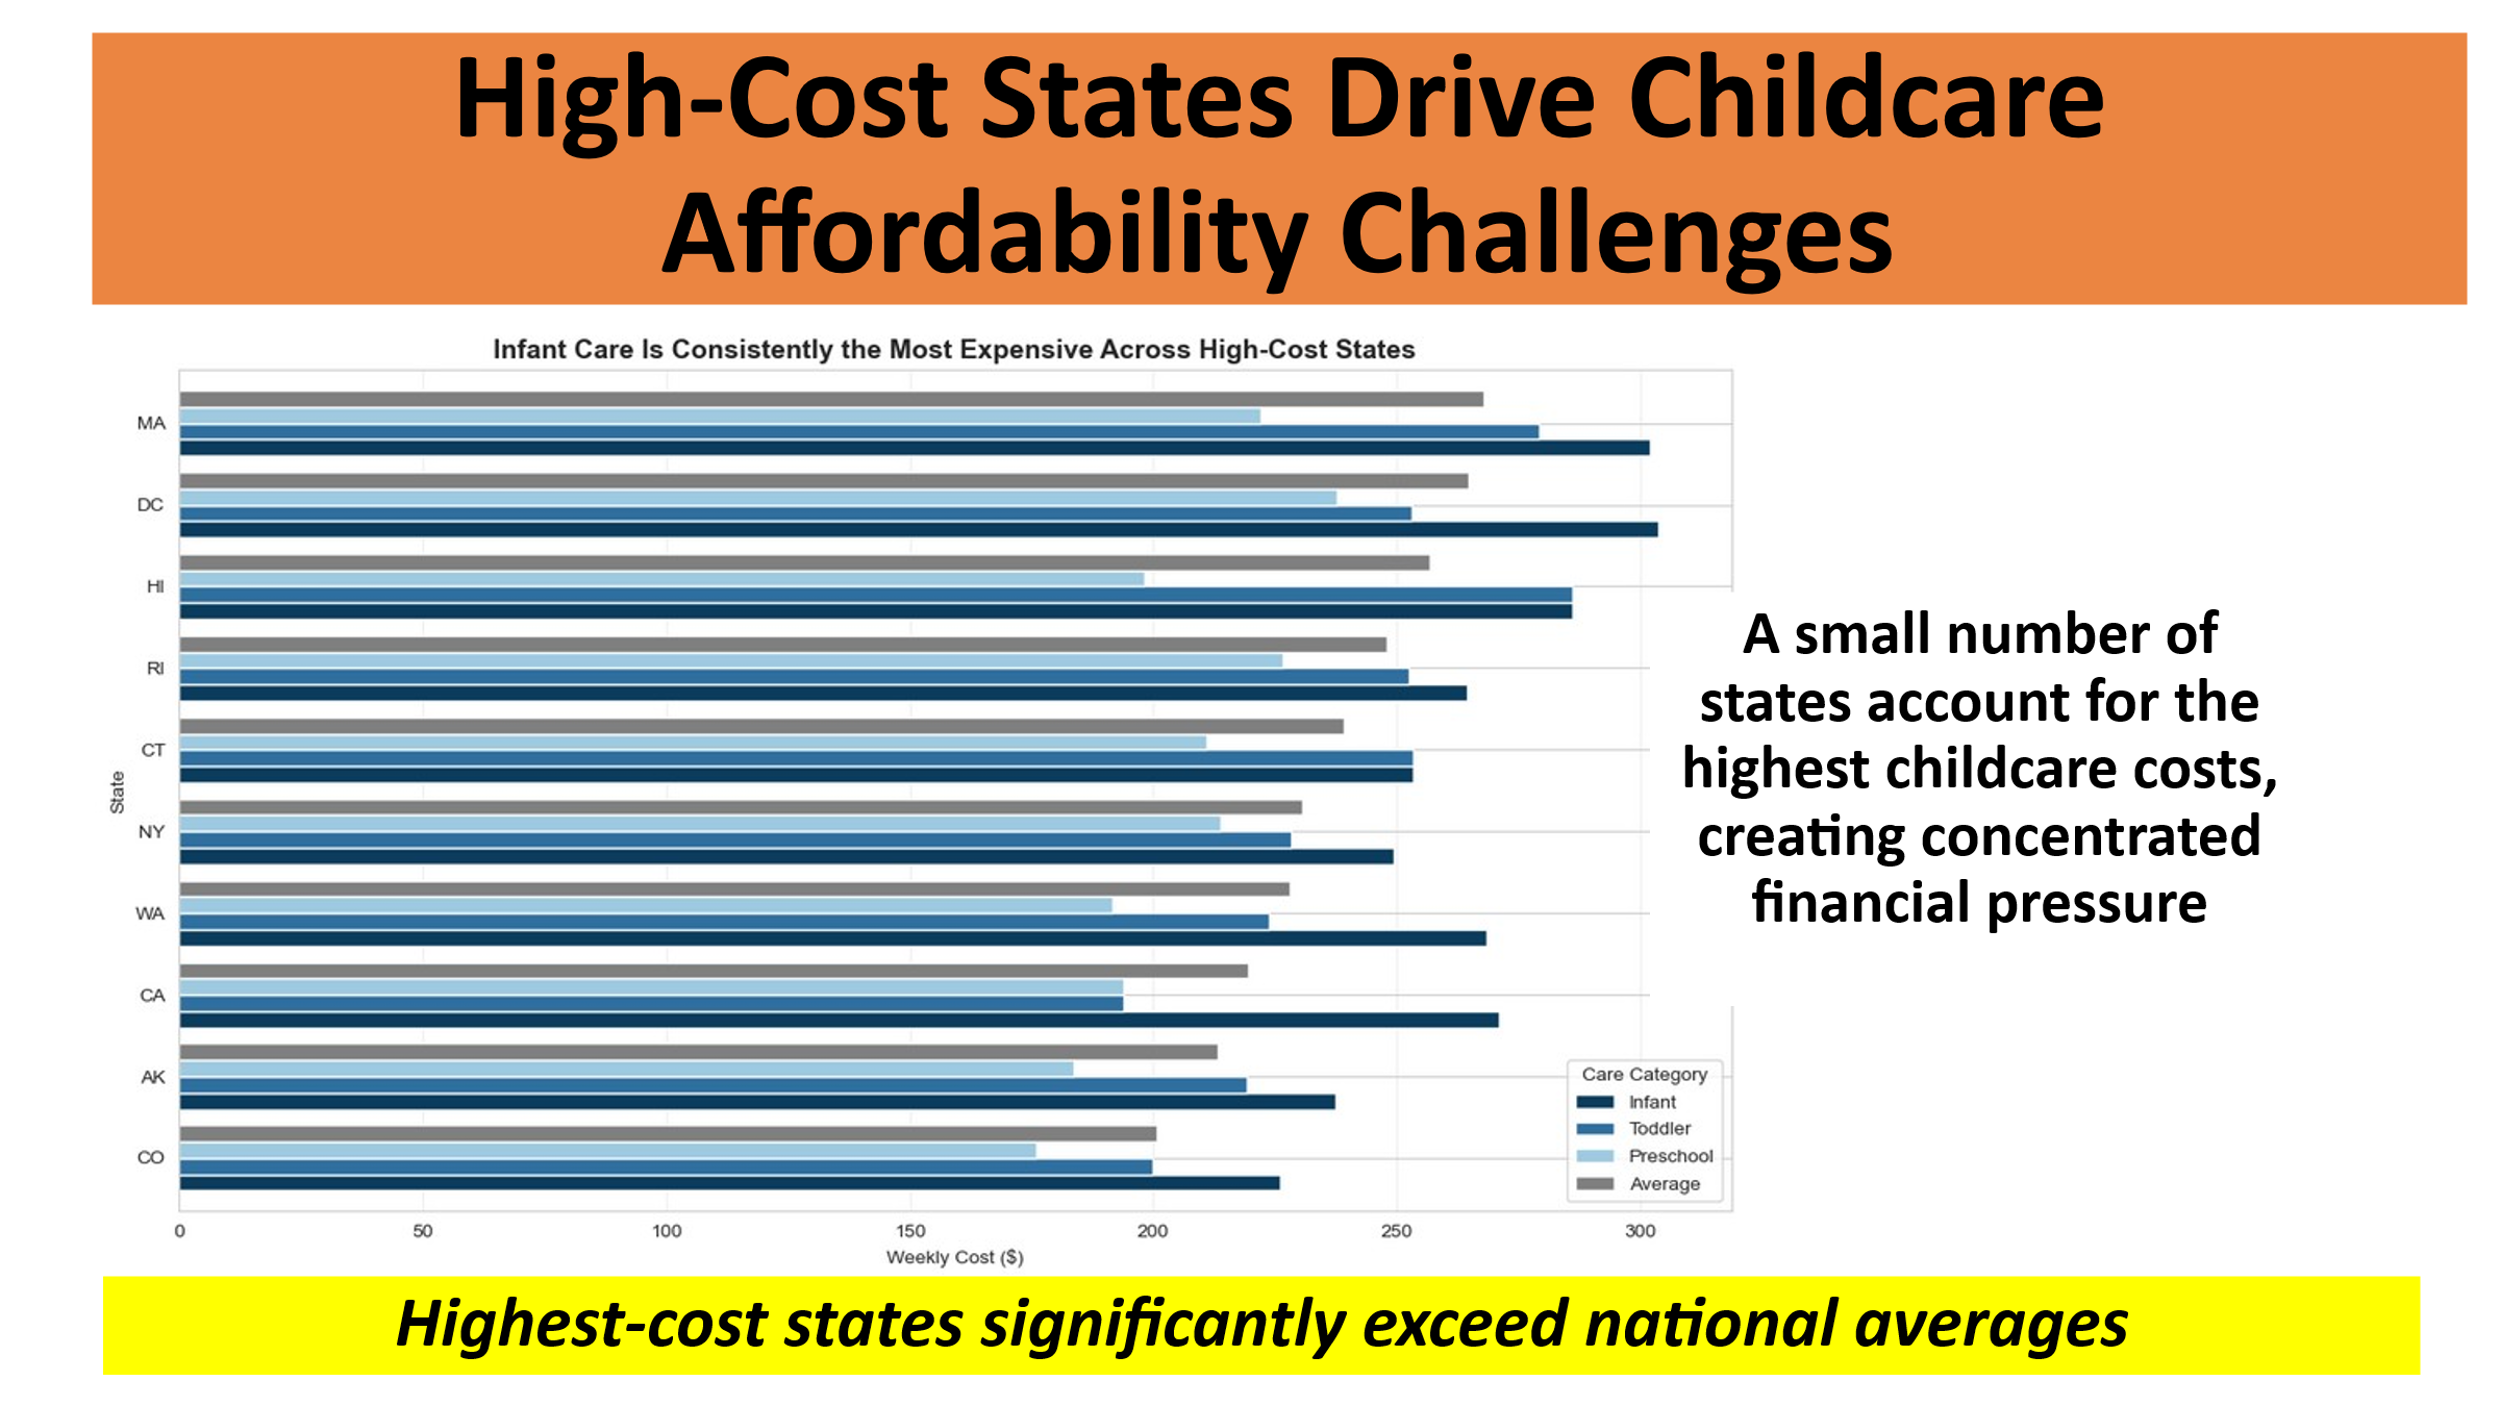 High-Cost States Drive Childcare
Affordability Challenges
Infant Care Is Consistently the Most Expensive Across High-Cost States
MA
DC
HI
RI
CT
NY
WA
CA
AK
CO
State
0 50 100 150 200 250 300
Weekly Cost ($)
Care Category
Infant
Toddler
Preschool
Average
A small number of
states account for the
highest childcare costs,
creating concentrated
financial pressure
Highest-cost states significantly exceed national averages